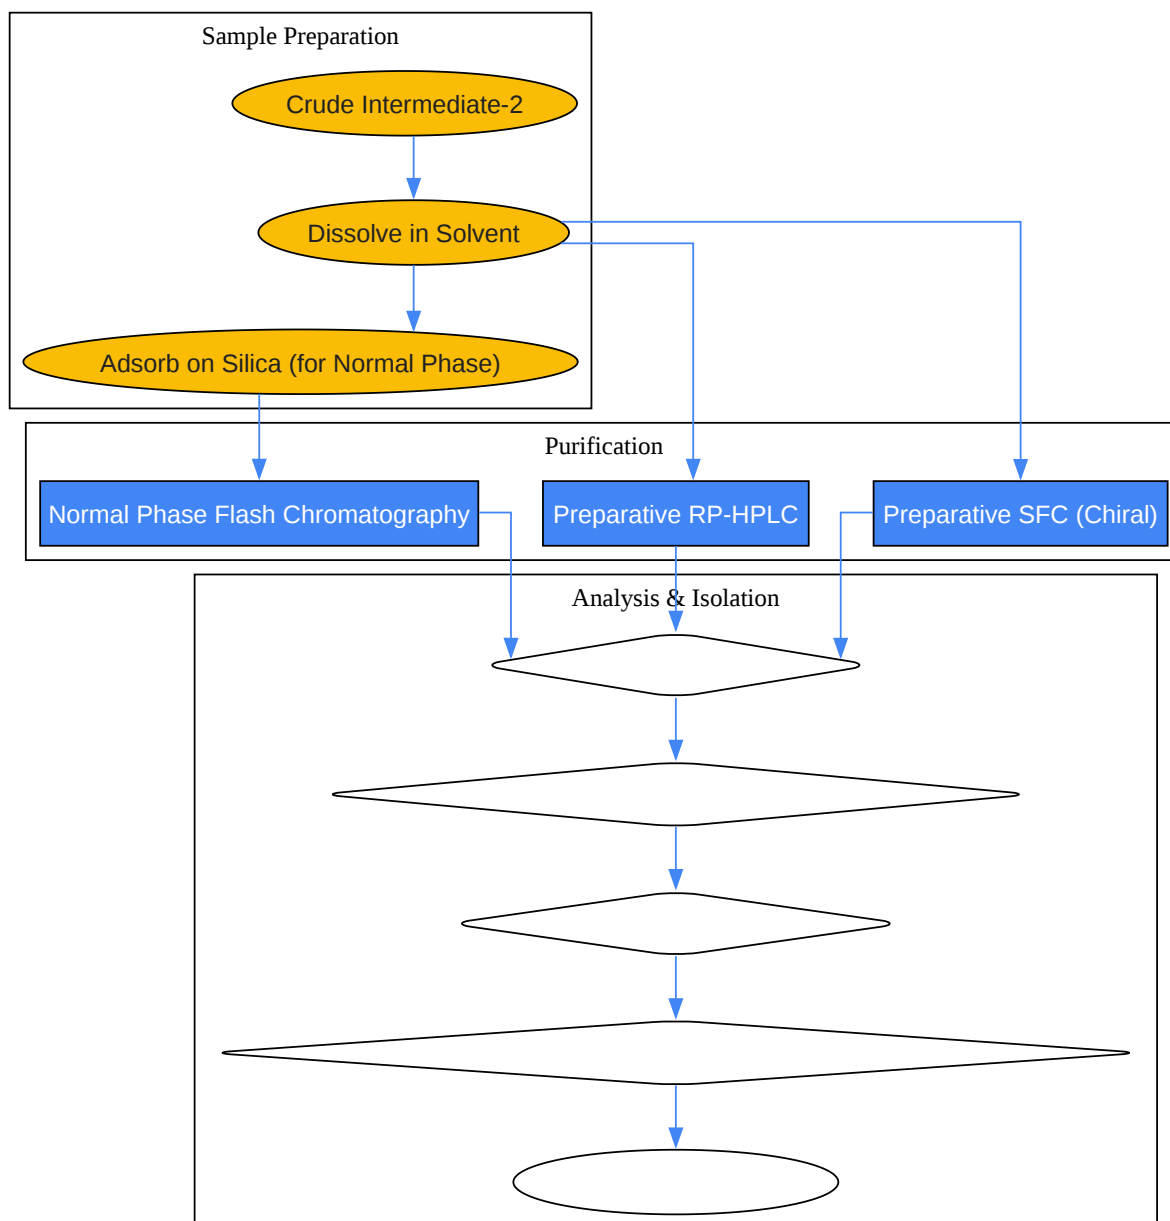 Sample Preparation
Crude Intermediate-2
Dissolve in Solvent
Adsorb on Silica (for Normal Phase)
Purification
Normal Phase Flash Chromatography
Preparative RP-HPLC
Preparative SFC (Chiral)
Analysis & Isolation